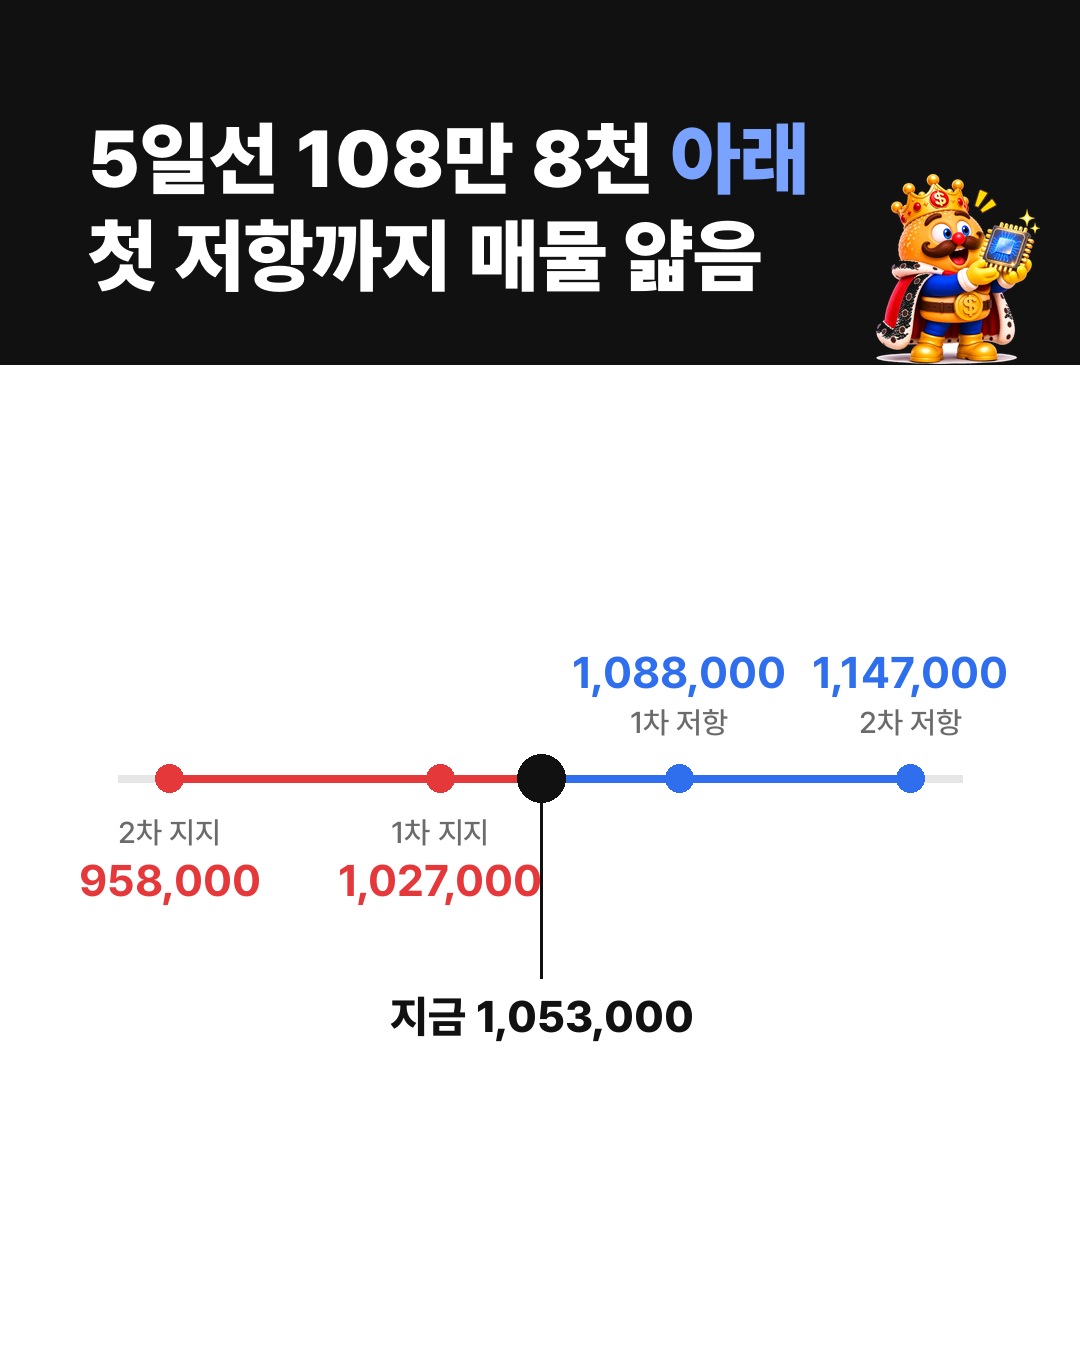 5일선 108만 8천 아래
첫 저항까지 매물 얇음
1,088,000 1,147,000
1차 저항 2차 저항
2차 지지 1차 지지
958,000 1,027,000
지금 1,053,000